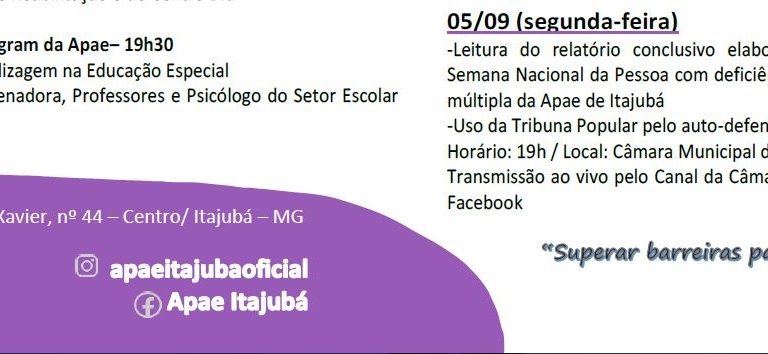 gram da Apae– 19h30
lizagem na Educação Especial
enadora, Professores e Psicólogo do Setor Escolar
Xavier, nº 44 – Centro/ Itajubá – MG
apaeitajubaoficial
Apae Itajubá
05/09 (segunda-feira)
-Leitura do relatório conclusivo elabo
Semana Nacional da Pessoa com deficiê
múltipla da Apae de Itajubá
-Uso da Tribuna Popular pelo auto-defen
Horário: 19h / Local: Câmara Municipal d
Transmissão ao vivo pelo Canal da Câma
Facebook
“Superar barreiras pa